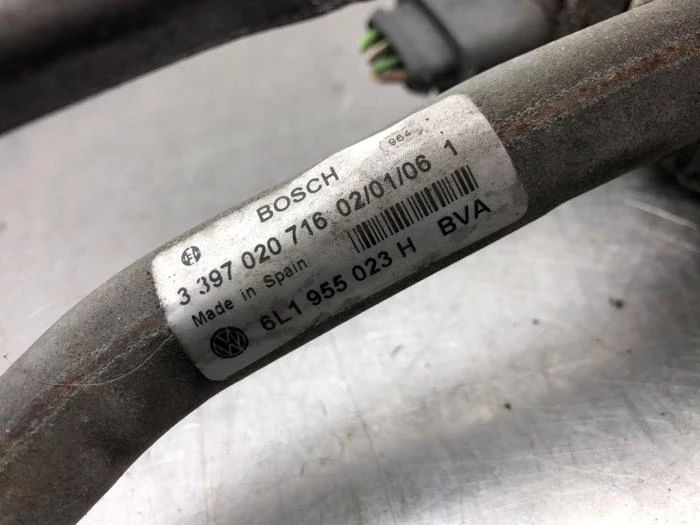 964
BOSCH
3 397 020 716 02/01/06 1
Made in Spain
6L1 955 023 H BVA